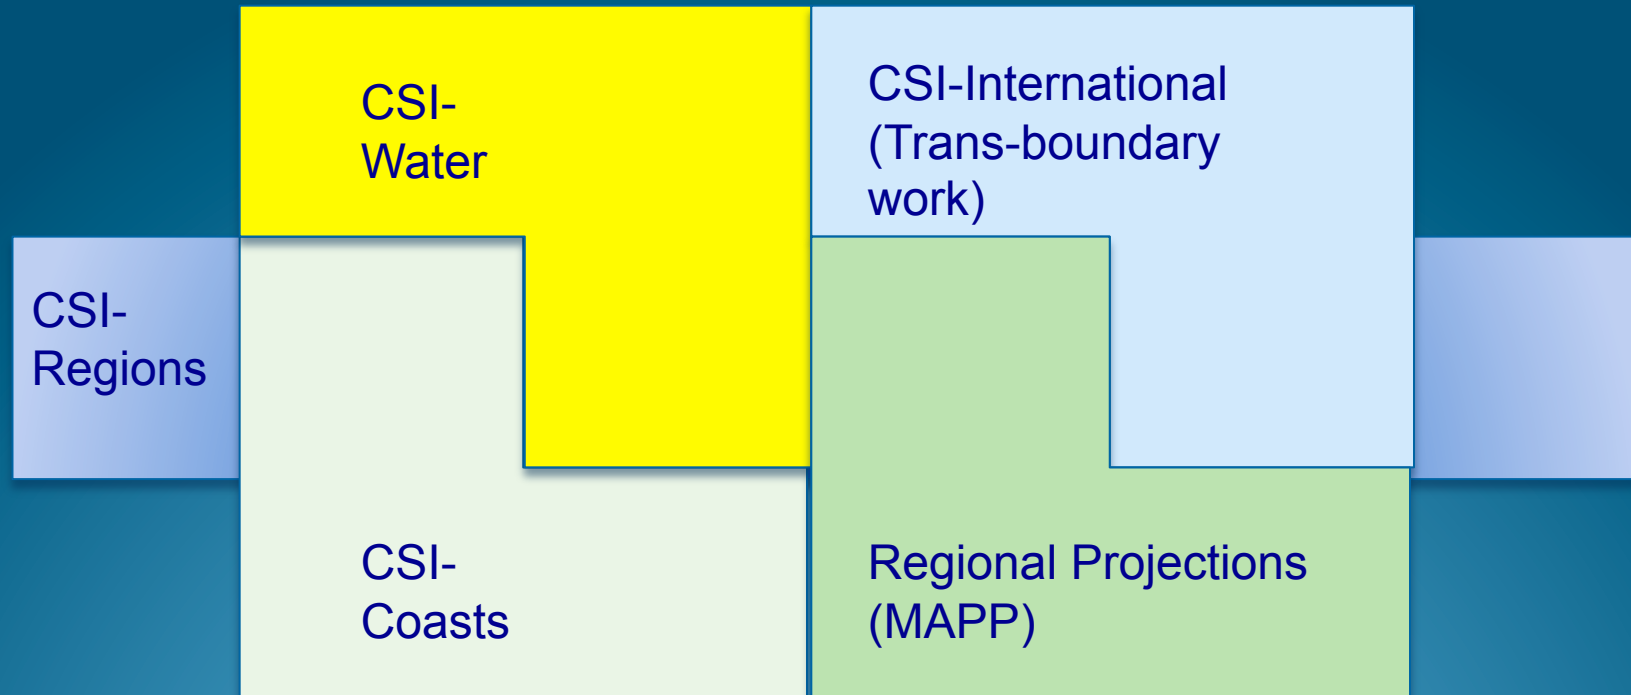 CSI-
Water
CSI-International
(Trans-boundary
work)
CSI-
Regions
CSI-
Coasts
Regional Projections
(MAPP)